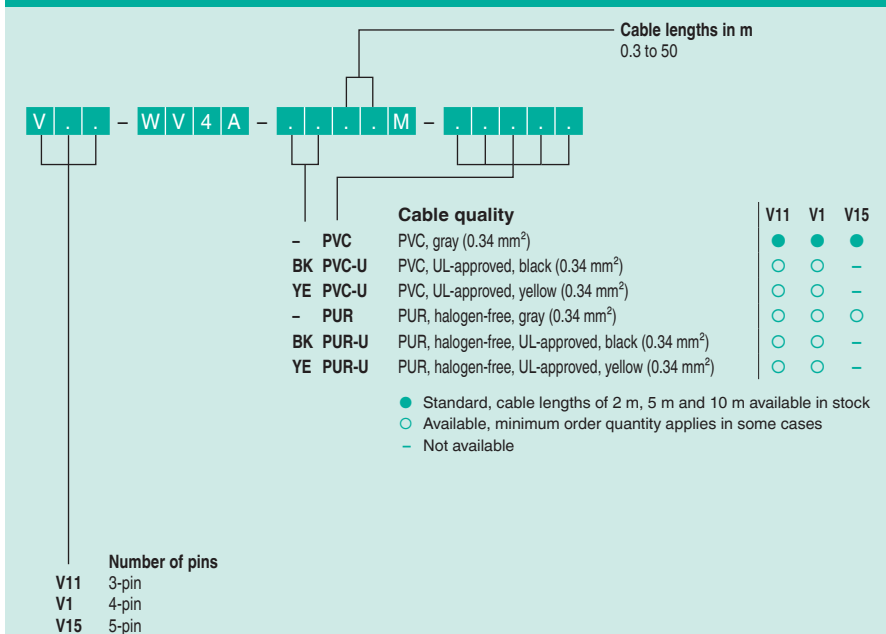 Cable lengths in m
0.3 to 50
V . . – W V 4 A – . . . . M – . . . . .
Cable quality V11 V1 V15
– PVC PVC, gray (0.34 mm²) ● ● ●
BK PVC-U PVC, UL-approved, black (0.34 mm²) ○ ○ –
YE PVC-U PVC, UL-approved, yellow (0.34 mm²) ○ ○ –
– PUR PUR, halogen-free, gray (0.34 mm²) ○ ○ ○
BK PUR-U PUR, halogen-free, UL-approved, black (0.34 mm²) ○ ○ –
YE PUR-U PUR, halogen-free, UL-approved, yellow (0.34 mm²) ○ ○ –
● Standard, cable lengths of 2 m, 5 m and 10 m available in stock
○ Available, minimum order quantity applies in some cases
– Not available
Number of pins
V11 3-pin
V1 4-pin
V15 5-pin